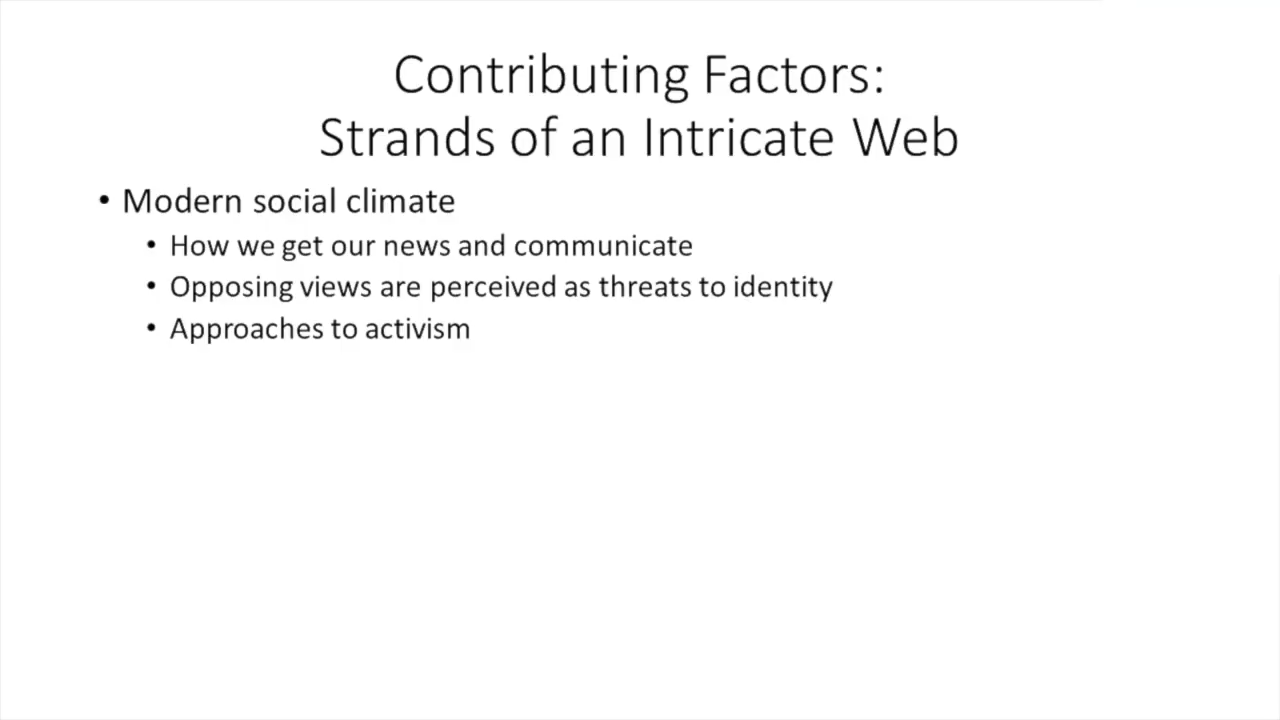 Contributing Factors:
Strands of an Intricate Web
• Modern social climate
• How we get our news and communicate
• Opposing views are perceived as threats to identity
• Approaches to activism